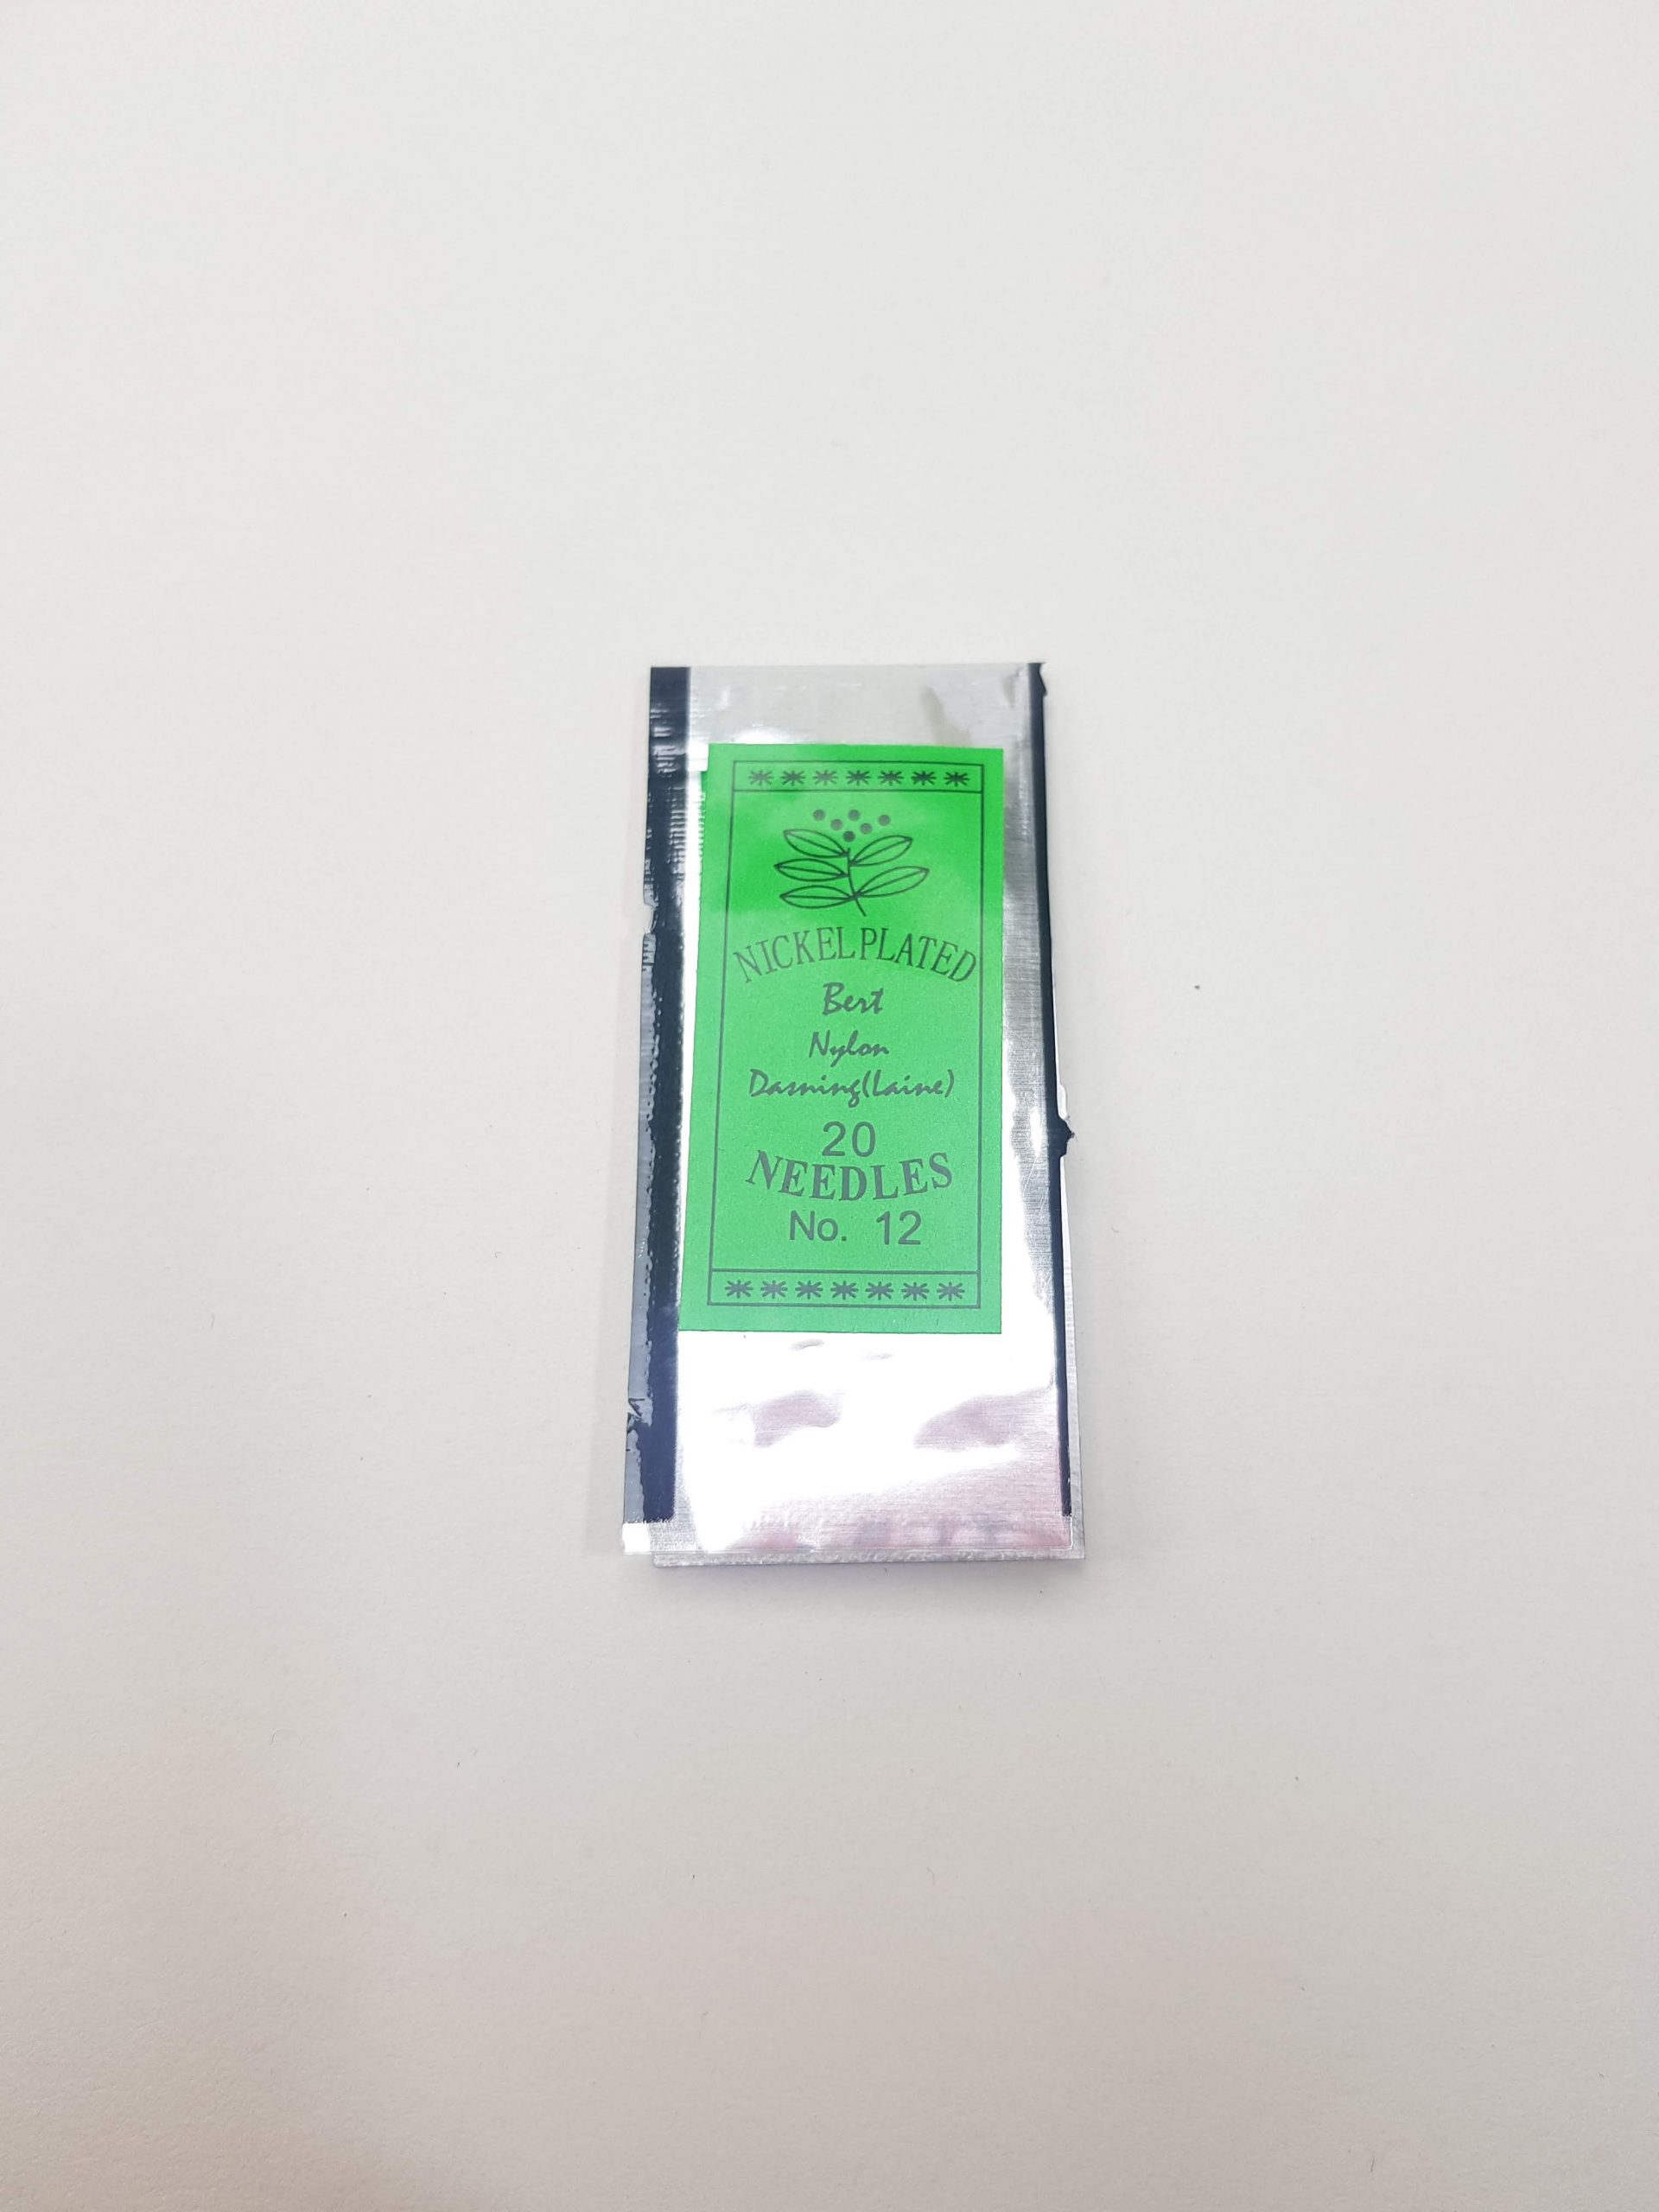 NICKEL PLATED
Bert
Nylon
Dasning(Laine)
20
NEEDLES
No. 12